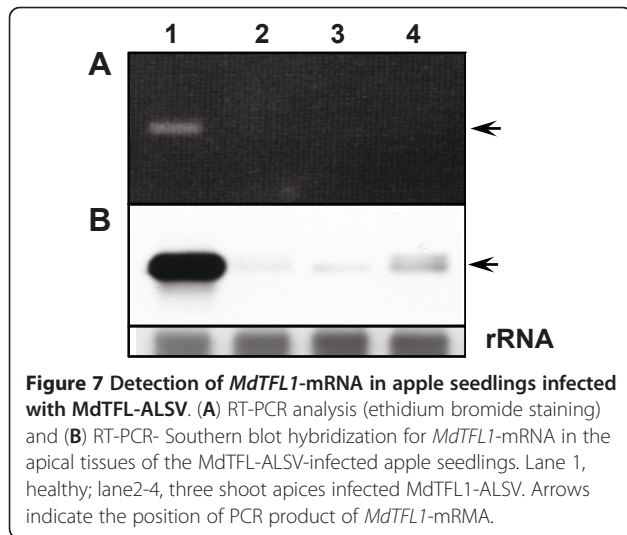 1 2 3 4
A
B
rRNA
Figure 7 Detection of MdTFL1-mRNA in apple seedlings infected
with MdTFL-ALSV. (A) RT-PCR analysis (ethidium bromide staining)
and (B) RT-PCR- Southern blot hybridization for MdTFL1-mRNA in the
apical tissues of the MdTFL-ALSV-infected apple seedlings. Lane 1,
healthy; lane2-4, three shoot apices infected MdTFL1-ALSV. Arrows
indicate the position of PCR product of MdTFL1-mRMA.